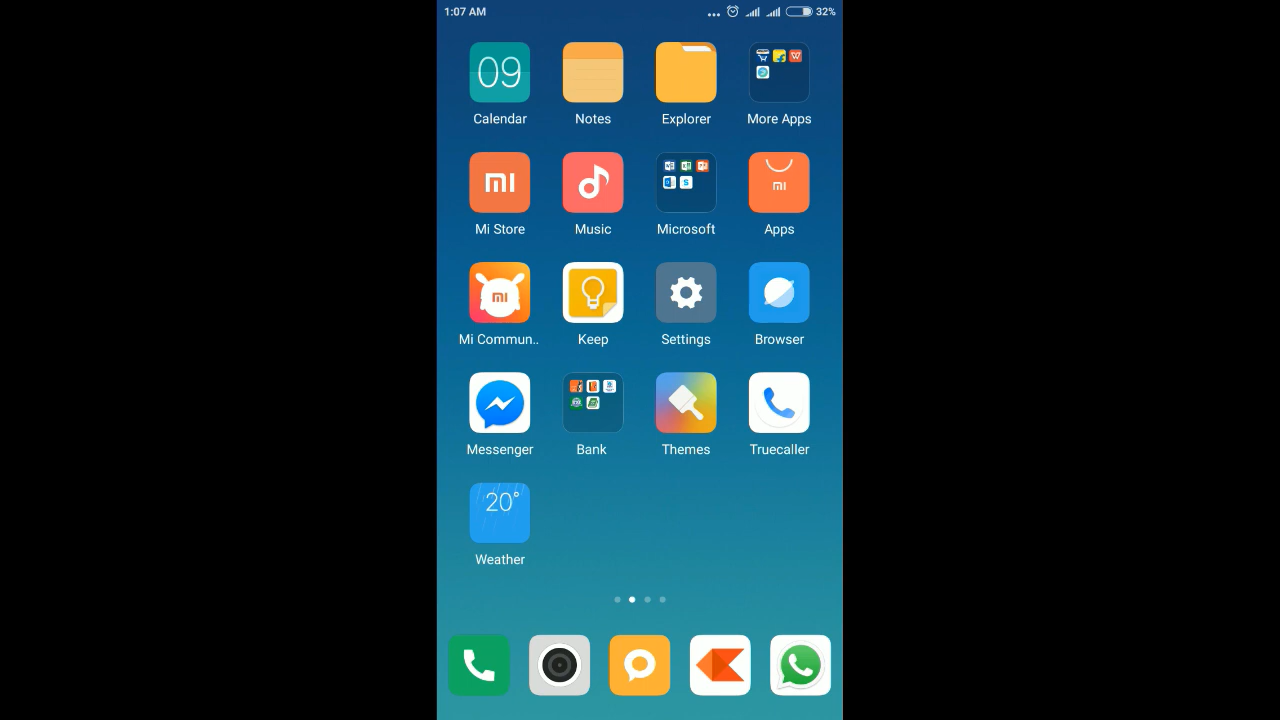 1:07 AM
... 32%
09
Calendar
Notes
Explorer
More Apps
mi
Mi Store
Music
Microsoft
mi
Apps
mi
Mi Commun..
Keep
Settings
Browser
Messenger
Bank
Themes
Truecaller
20°
Weather